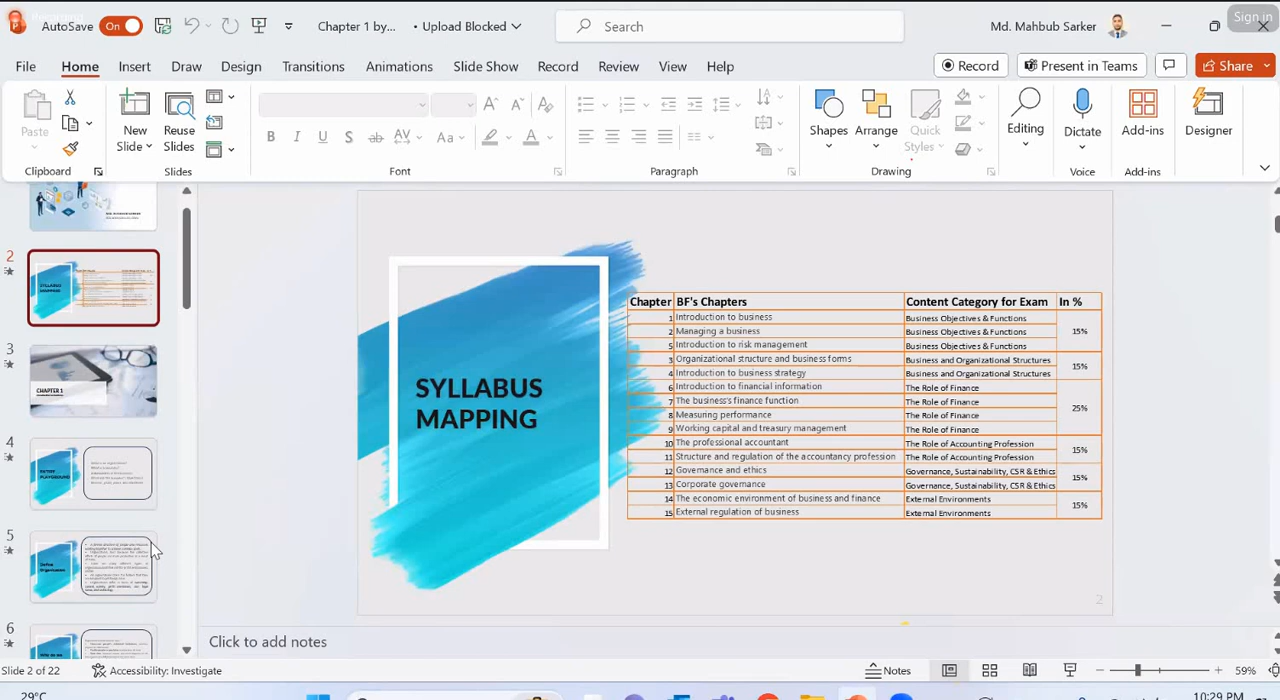 AutoSave On Chapter 1 by... • Upload Blocked Search Md. Mahbub Sarker Sign in
File Home Insert Draw Design Transitions Animations Slide Show Record Review View Help Record Present in Teams Share
Paste New Slide Reuse Slides Shapes Arrange Quick Styles Editing Dictate Add-ins Designer
Clipboard Slides Font Paragraph Drawing Voice Add-ins
2
3
CHAPTER 1
4
5
6
SYLLABUS
MAPPING
Chapter BF's Chapters Content Category for Exam In %
1 Introduction to business Business Objectives & Functions
2 Managing a business Business Objectives & Functions 15%
5 Introduction to risk management Business Objectives & Functions
3 Organizational structure and business forms Business and Organizational Structures 15%
4 Introduction to business strategy Business and Organizational Structures
6 Introduction to financial information The Role of Finance
7 The business's finance function The Role of Finance 25%
8 Measuring performance The Role of Finance
9 Working capital and treasury management The Role of Finance
10 The professional accountant The Role of Accounting Profession 15%
11 Structure and regulation of the accountancy profession The Role of Accounting Profession
12 Governance and ethics Governance, Sustainability, CSR & Ethics 15%
13 Corporate governance Governance, Sustainability, CSR & Ethics
14 The economic environment of business and finance External Environments 15%
15 External regulation of business External Environments
2
Click to add notes
Slide 2 of 22 Accessibility: Investigate Notes 59%
29°C 10:29 PM